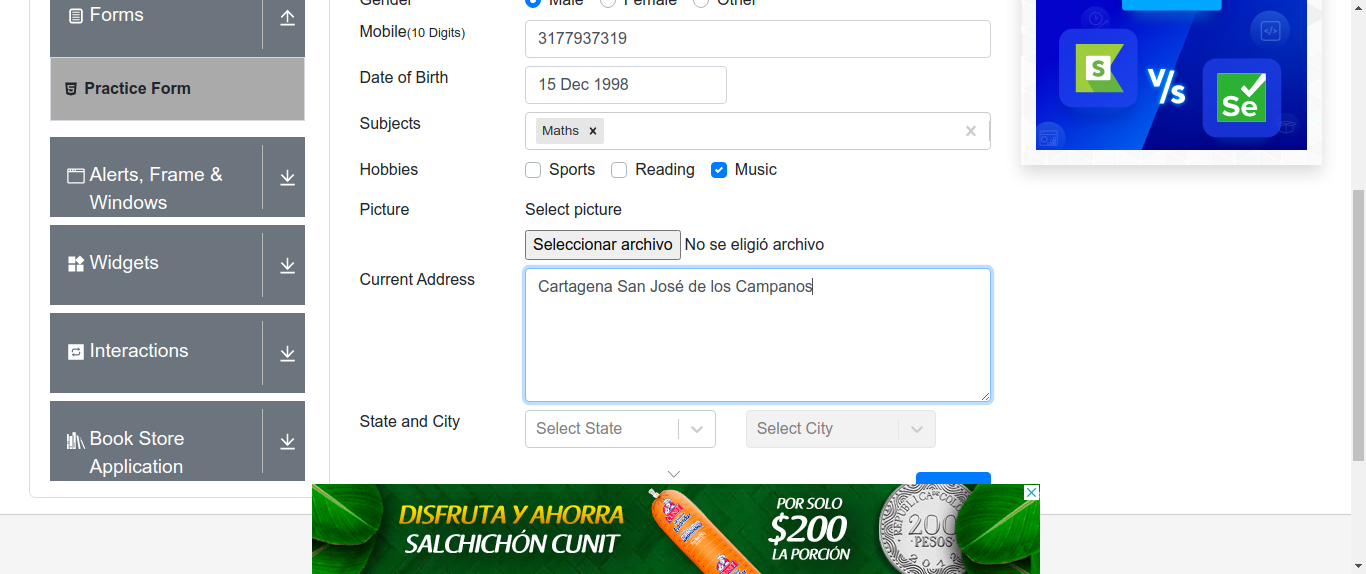 Forms
Practice Form
Alerts, Frame &
Windows
Widgets
Interactions
Book Store
Application
Gender Male Female Other
Mobile(10 Digits) 3177937319
Date of Birth 15 Dec 1998
Subjects Maths ×
Hobbies Sports Reading Music
Picture Select picture
Seleccionar archivo No se eligió archivo
Current Address Cartagena San José de los Campanos
State and City Select State Select City
S
V/s
Se
DISFRUTA Y AHORRA
SALCHICHÓN CUNIT
POR SOLO
$200
LA PORCIÓN
REPUBLICA DE COLOMBIA
200
PESOS